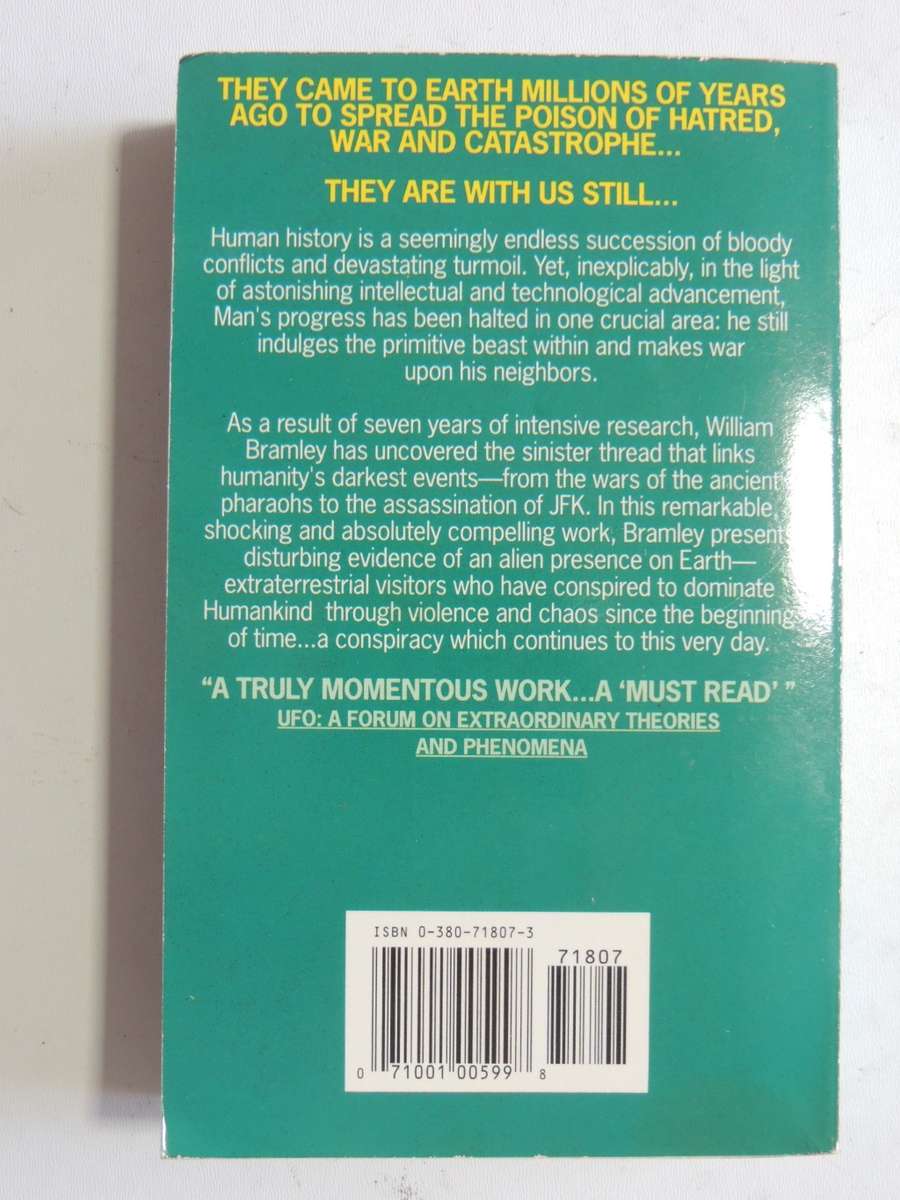 THEY CAME TO EARTH MILLIONS OF YEARS
AGO TO SPREAD THE POISON OF HATRED,
WAR AND CATASTROPHE...
THEY ARE WITH US STILL...
Human history is a seemingly endless succession of bloody
conflicts and devastating turmoil. Yet, inexplicably, in the light
of astonishing intellectual and technological advancement,
Man's progress has been halted in one crucial area: he still
indulges the primitive beast within and makes war
upon his neighbors.
As a result of seven years of intensive research, William
Bramley has uncovered the sinister thread that links
humanity's darkest events—from the wars of the ancient
pharaohs to the assassination of JFK. In this remarkable,
shocking and absolutely compelling work, Bramley presents
disturbing evidence of an alien presence on Earth—
extraterrestrial visitors who have conspired to dominate
Humankind through violence and chaos since the beginning
of time...a conspiracy which continues to this very day.
"A TRULY MOMENTOUS WORK...A 'MUST READ' "
UFO: A FORUM ON EXTRAORDINARY THEORIES
AND PHENOMENA
ISBN 0-380-71807-3
71807
0 71001 00599 8